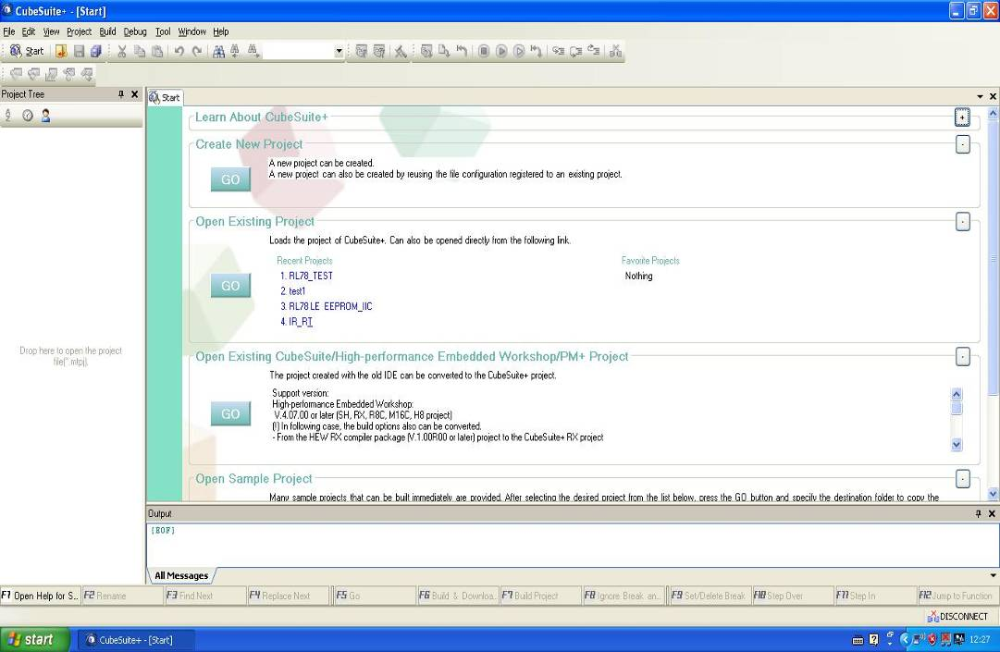 CubeSuite+ - [Start]
File Edit View Project Build Debug Tool Window Help
Start
Project Tree
Start
Learn About CubeSuite+
Create New Project
A new project can be created.
A new project can also be created by reusing the file configuration registered to an existing project.
GO
Open Existing Project
Loads the project of CubeSuite+. Can also be opened directly from the following link.
Recent Projects
Favorite Projects
1. RL78_TEST
Nothing
GO
2. test1
3. RL78 LE EEPROM_IIC
4. IR_RT
Drop here to open the project
file(*.mtpj).
Open Existing CubeSuite/High-performance Embedded Workshop/PM+ Project
The project created with the old IDE can be converted to the CubeSuite+ project.
Support version:
High-performance Embedded Workshop:
V.4.07.00 or later (SH, RX, R8C, M16C, H8 project)
GO
(!) In following case, the build options also can be converted.
- From the HEW RX compiler package (V.1.00R00 or later) project to the CubeSuite+ RX project
Open Sample Project
Many sample projects that can be built immediately are provided. After selecting the desired project from the list below, press the GO button and specify the destination folder to copy the
Output
[EOF]
All Messages
F1 Open Help for S... F2 Rename F3 Find Next F4 Replace Next F5 Go F6 Build & Downloa... F7 Build Project F8 Ignore Break an... F9 Set/Delete Break F10 Step Over F11 Step In F12 Jump to Function
DISCONNECT
start CubeSuite+ - [Start] 12:27